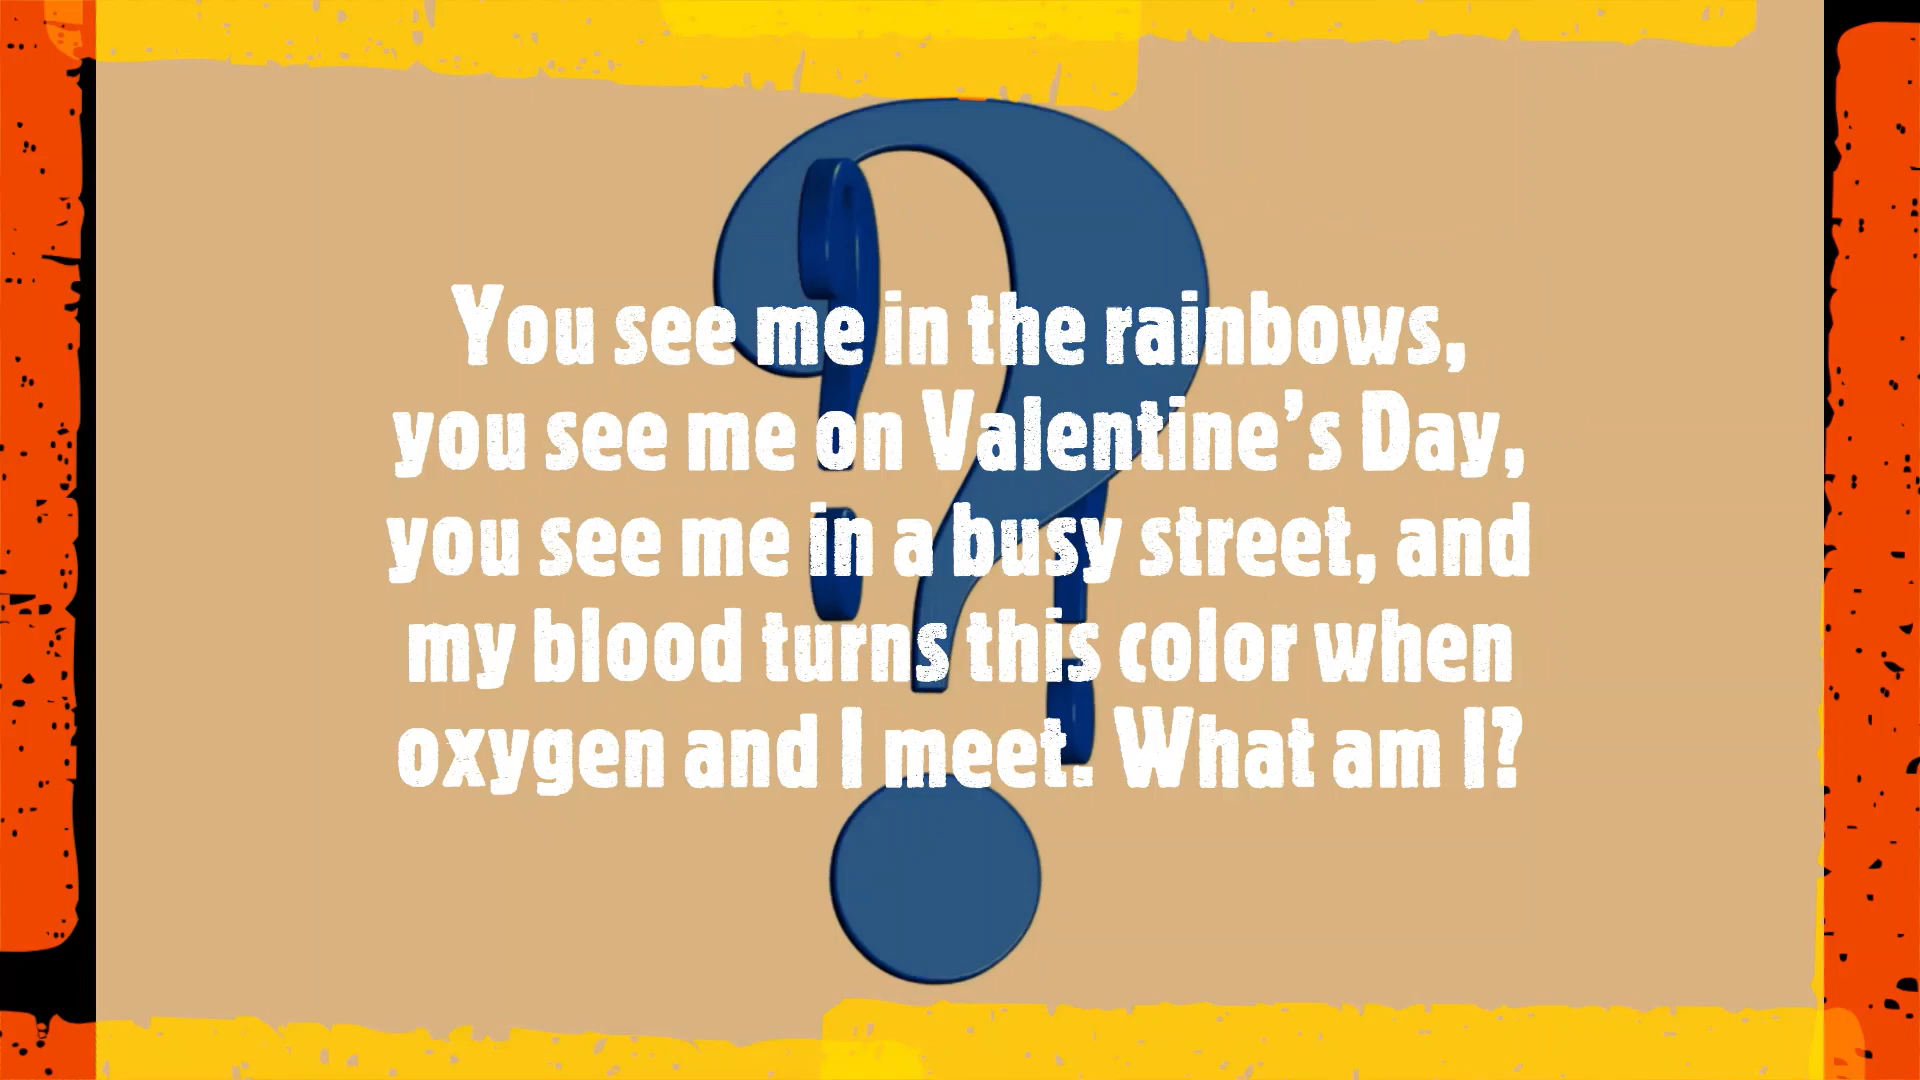 You see me in the rainbows,
you see me on Valentine’s Day,
you see me in a busy street, and
my blood turns this color when
oxygen and I meet. What am I?